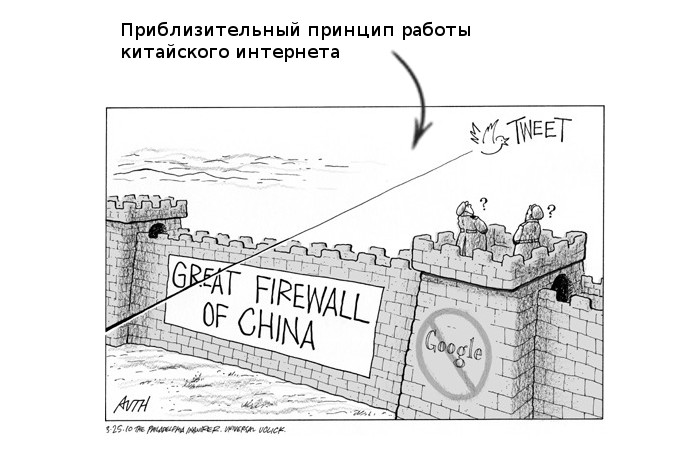 Приблизительный принцип работы
китайского интернета
TWEET
?
?
GREAT FIREWALL
OF CHINA
Google
AUTH
3·25·10 THE PHILADELPHIA INQUIRER. UNIVERSAL UCLICK